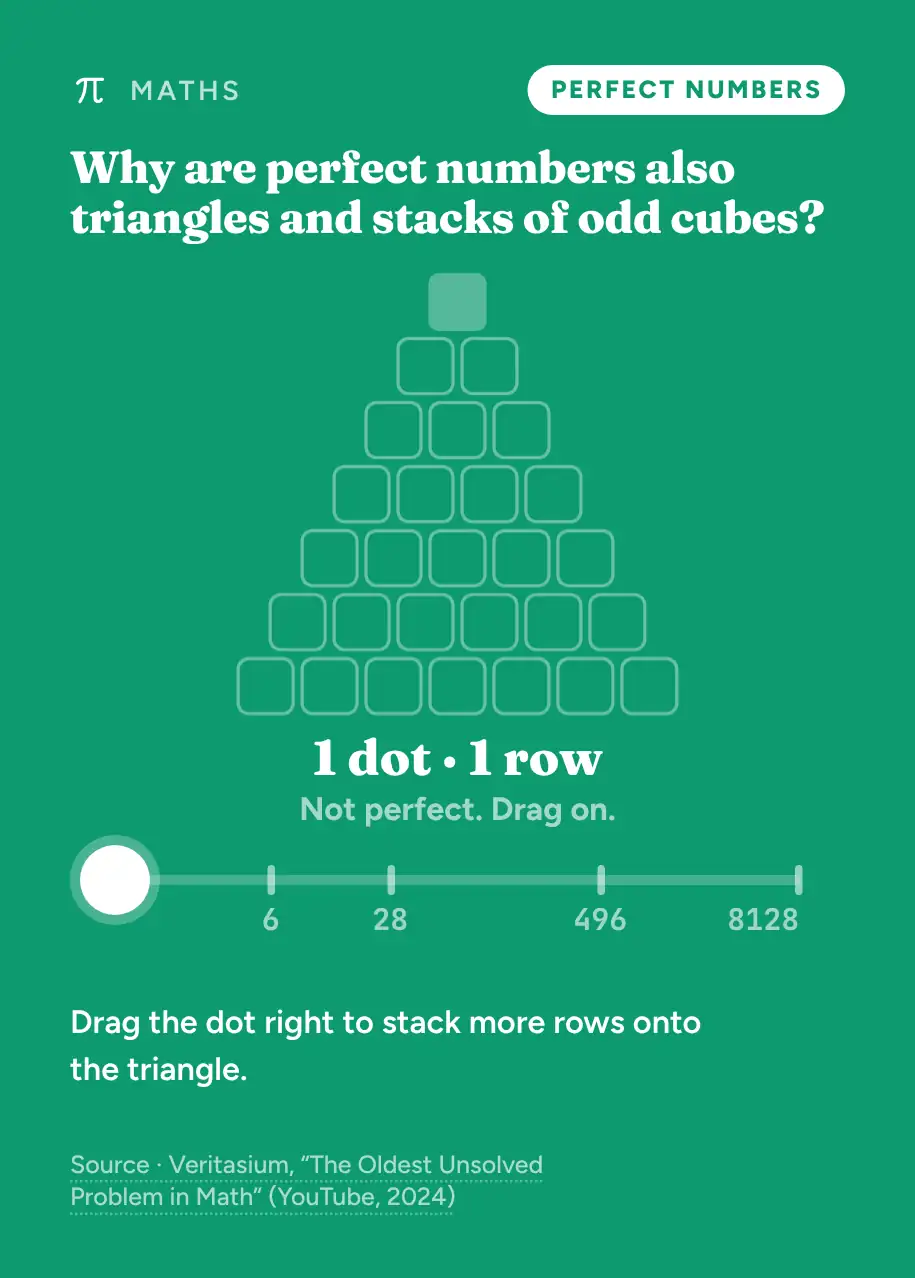 π MATHS
PERFECT NUMBERS
Why are perfect numbers also
triangles and stacks of odd cubes?
1 dot · 1 row
Not perfect. Drag on.
6 28 496 8128
Drag the dot right to stack more rows onto
the triangle.
Source · Veritasium, “The Oldest Unsolved
Problem in Math” (YouTube, 2024)